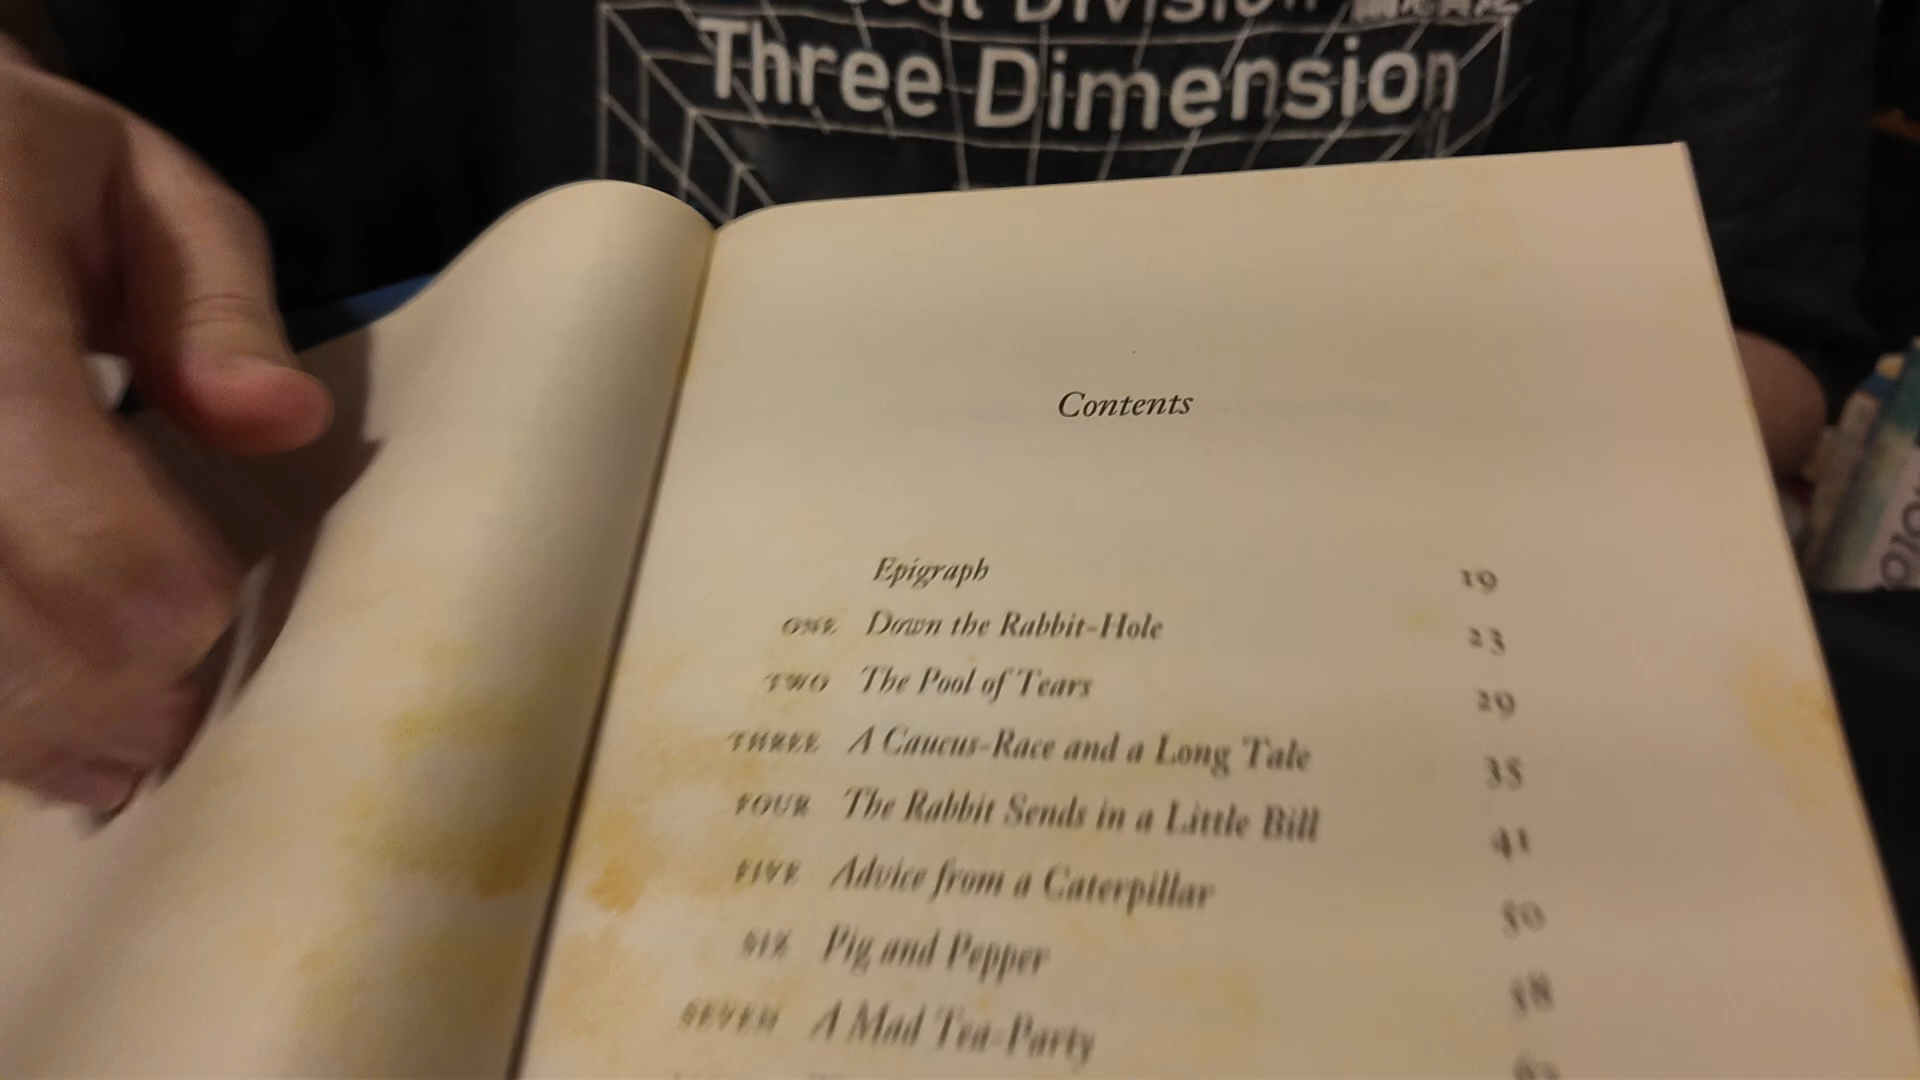 Division
Three Dimension
Contents
Epigraph 19
ONE Down the Rabbit-Hole 23
TWO The Pool of Tears 29
THREE A Caucus-Race and a Long Tale 35
FOUR The Rabbit Sends in a Little Bill 41
FIVE Advice from a Caterpillar 50
SIX Pig and Pepper 58
SEVEN A Mad Tea-Party